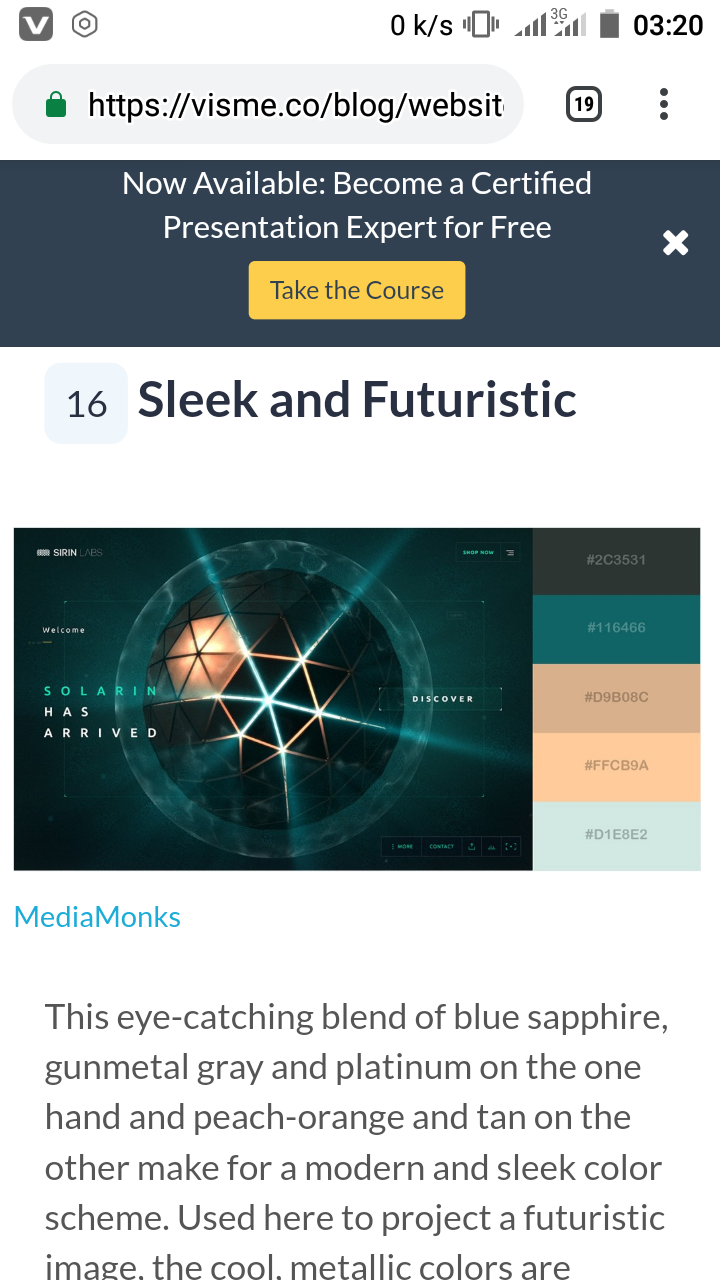 V
0 k/s 3G 03:20
https://visme.co/blog/websit
19
Now Available: Become a Certified
Presentation Expert for Free
Take the Course
16 Sleek and Futuristic
SIRIN LABS
SHOP NOW
Welcome
SOLARIN
HAS
ARRIVED
DISCOVER
MORE
CONTACT
#2C3531
#116466
#D9B08C
#FFCB9A
#D1E8E2
MediaMonks
This eye-catching blend of blue sapphire,
gunmetal gray and platinum on the one
hand and peach-orange and tan on the
other make for a modern and sleek color
scheme. Used here to project a futuristic
image, the cool, metallic colors are